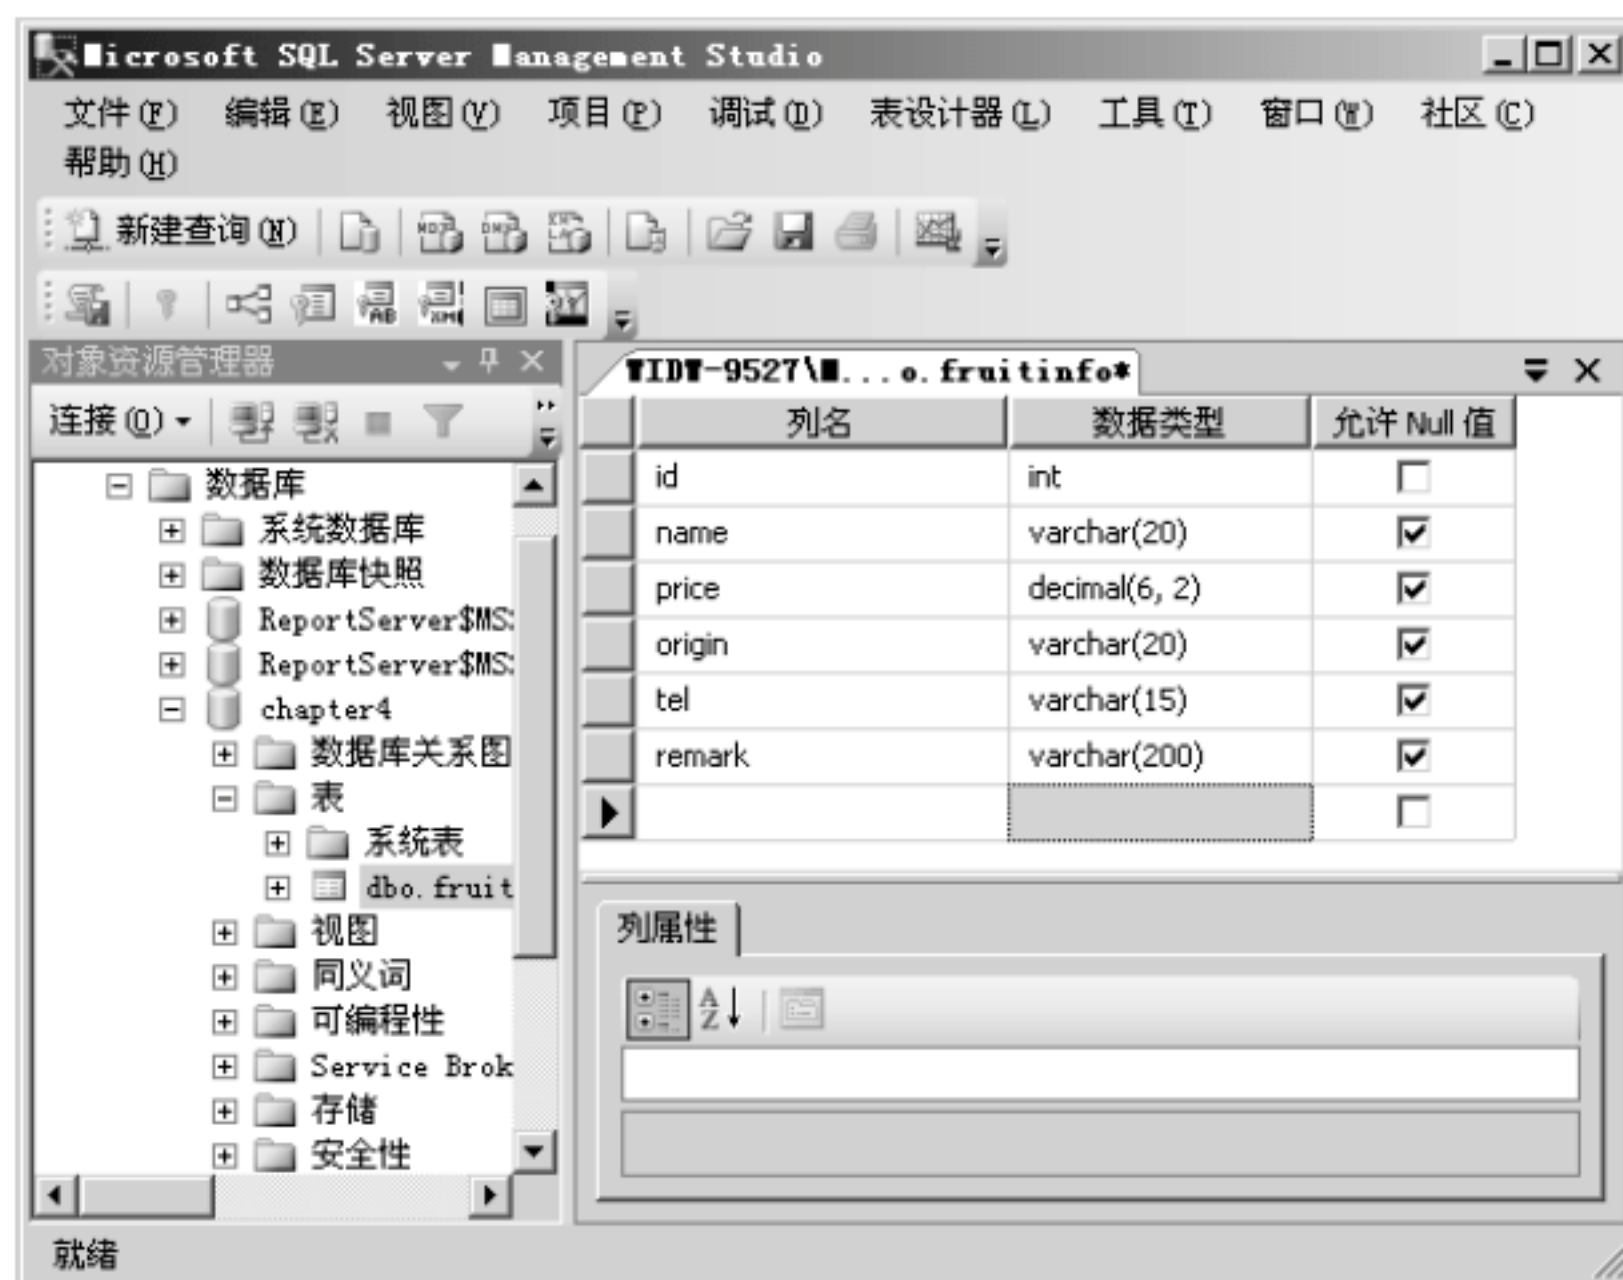 Microsoft SQL Server Management Studio
文件(F) 编辑(E) 视图(V) 项目(P) 调试(D) 表设计器(L) 工具(T) 窗口(W) 社区(C)
帮助(H)
新建查询(N)
对象资源管理器
连接(O)
数据库
系统数据库
数据库快照
ReportServer$MS
ReportServer$MS
chapter4
数据库关系图
表
系统表
dbo.fruit
视图
同义词
可编程性
Service Brok
存储
安全性
WIDW-9527\M...o.fruitinfo*
列名 数据类型 允许 Null 值
id int
name varchar(20)
price decimal(6, 2)
origin varchar(20)
tel varchar(15)
remark varchar(200)
列属性
就绪